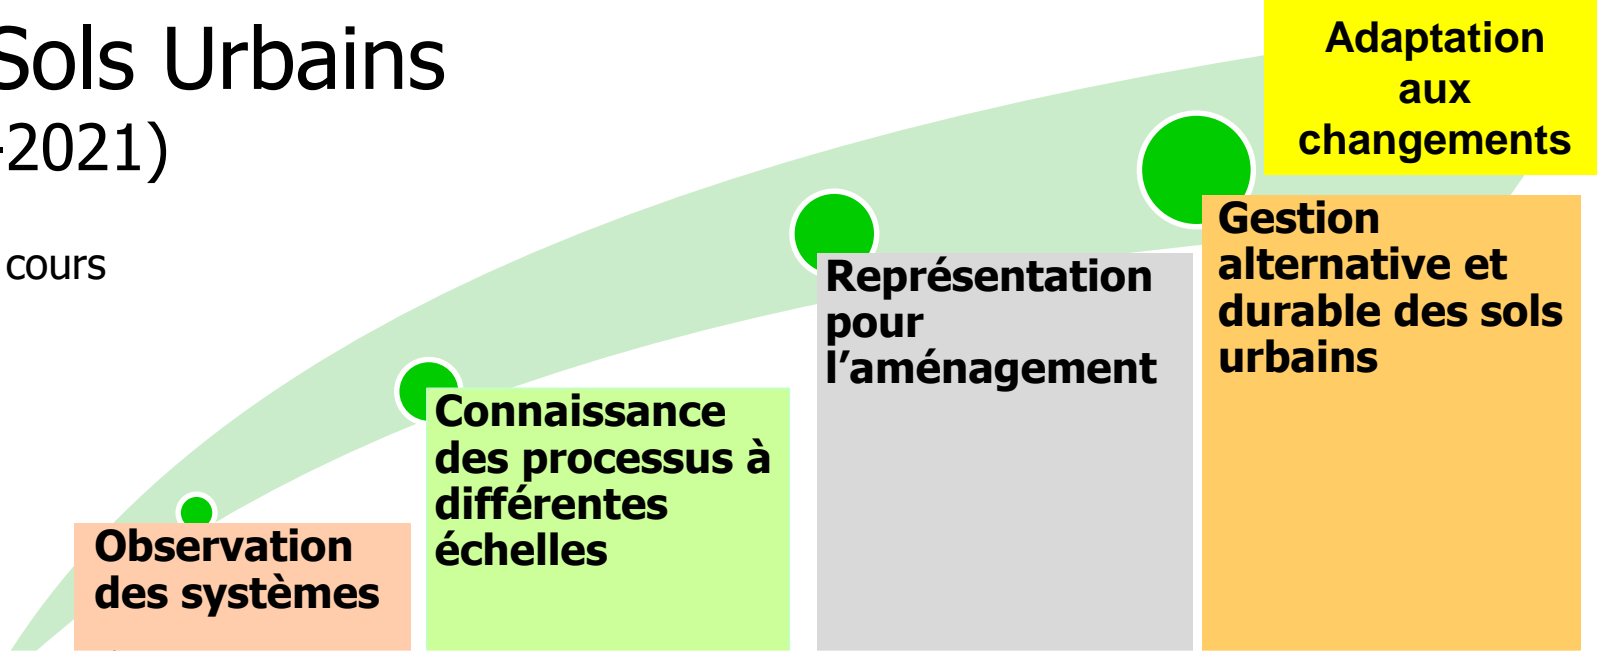 Sols Urbains
-2021)
cours
Adaptation
aux
changements
Gestion
alternative et
durable des sols
urbains
Représentation
pour
l’aménagement
Connaissance
des processus à
différentes
échelles
Observation
des systèmes